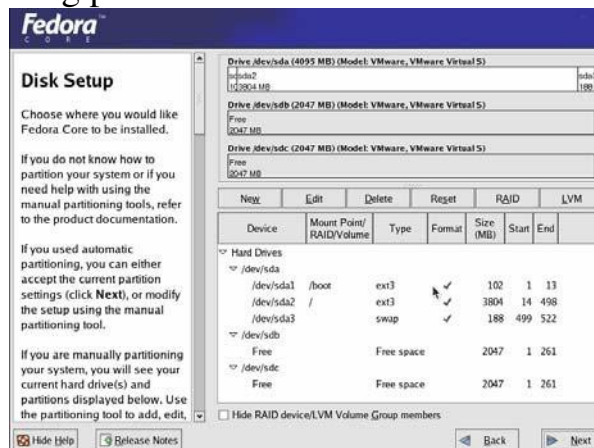 Fedora
CORE
Disk Setup
Choose where you would like
Fedora Core to be installed.
If you do not know how to
partition your system or if you
need help with using the
manual partitioning tools, refer
to the product documentation.
If you used automatic
partitioning, you can either
accept the current partition
settings (click Next), or modify
the setup using the manual
partitioning tool.
If you are manually partitioning
your system, you will see your
current hard drive(s) and
partitions displayed below. Use
the partitioning tool to add, edit,
Drive /dev/sda (4095 MB) (Model: VMware, VMware Virtual S)
sda2
3804 MB
188
Drive /dev/sdb (2047 MB) (Model: VMware, VMware Virtual S)
Free
2047 MB
Drive /dev/sdc (2047 MB) (Model: VMware, VMware Virtual S)
Free
2047 MB
New Edit Delete Reset RAID LVM
Device Mount Point/ RAID/Volume Type Format Size (MB) Start End
Hard Drives
/dev/sda
/dev/sda1 /boot ext3 ✓ 102 1 13
/dev/sda2 / ext3 ✓ 3804 14 498
/dev/sda3 swap ✓ 188 499 522
/dev/sdb
Free Free space 2047 1 261
/dev/sdc
Free Free space 2047 1 261
Hide RAID device/LVM Volume Group members
Hide Help Release Notes Back Next